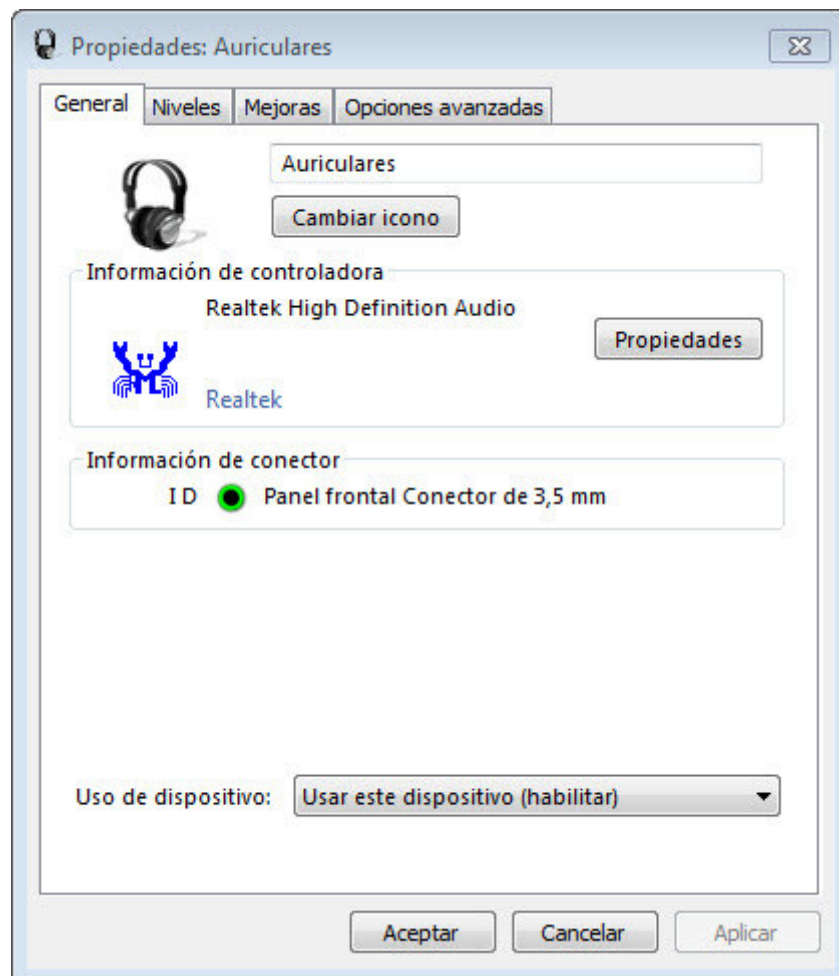 Propiedades: Auriculares
General Niveles Mejoras Opciones avanzadas
Auriculares
Cambiar icono
Información de controladora
Realtek High Definition Audio
Propiedades
Realtek
Información de conector
I D Panel frontal Conector de 3,5 mm
Uso de dispositivo: Usar este dispositivo (habilitar)
Aceptar Cancelar Aplicar